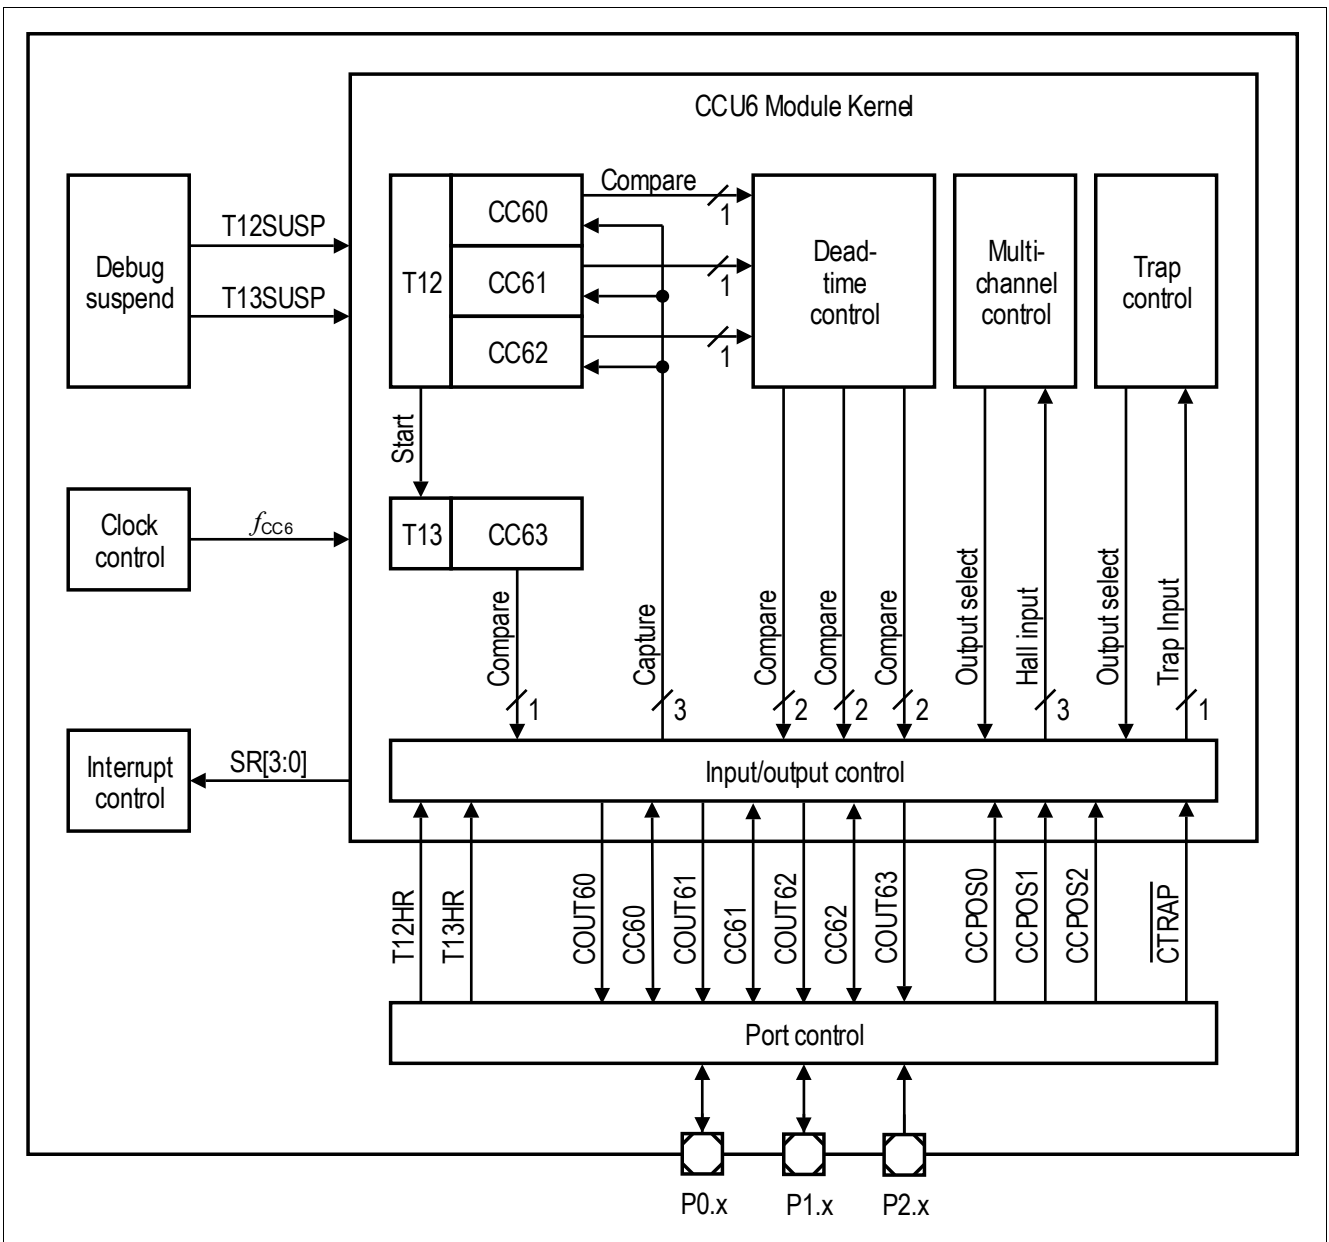 CCU6 Module Kernel
Debug
suspend
T12SUSP
T13SUSP
T12
CC60
CC61
CC62
Compare
1
1
1
Dead-
time
control
Multi-
channel
control
Trap
control
Start
T13
CC63
Clock
control
fCC6
Compare
1
Capture
3
Compare
2
Compare
2
Compare
2
Output select
Hall input
3
Output select
Trap Input
1
Interrupt
control
SR[3:0]
Input/output control
T12HR
T13HR
COUT60
CC60
COUT61
CC61
COUT62
CC62
COUT63
CCPOS0
CCPOS1
CCPOS2
CTRAP
Port control
P0.x
P1.x
P2.x